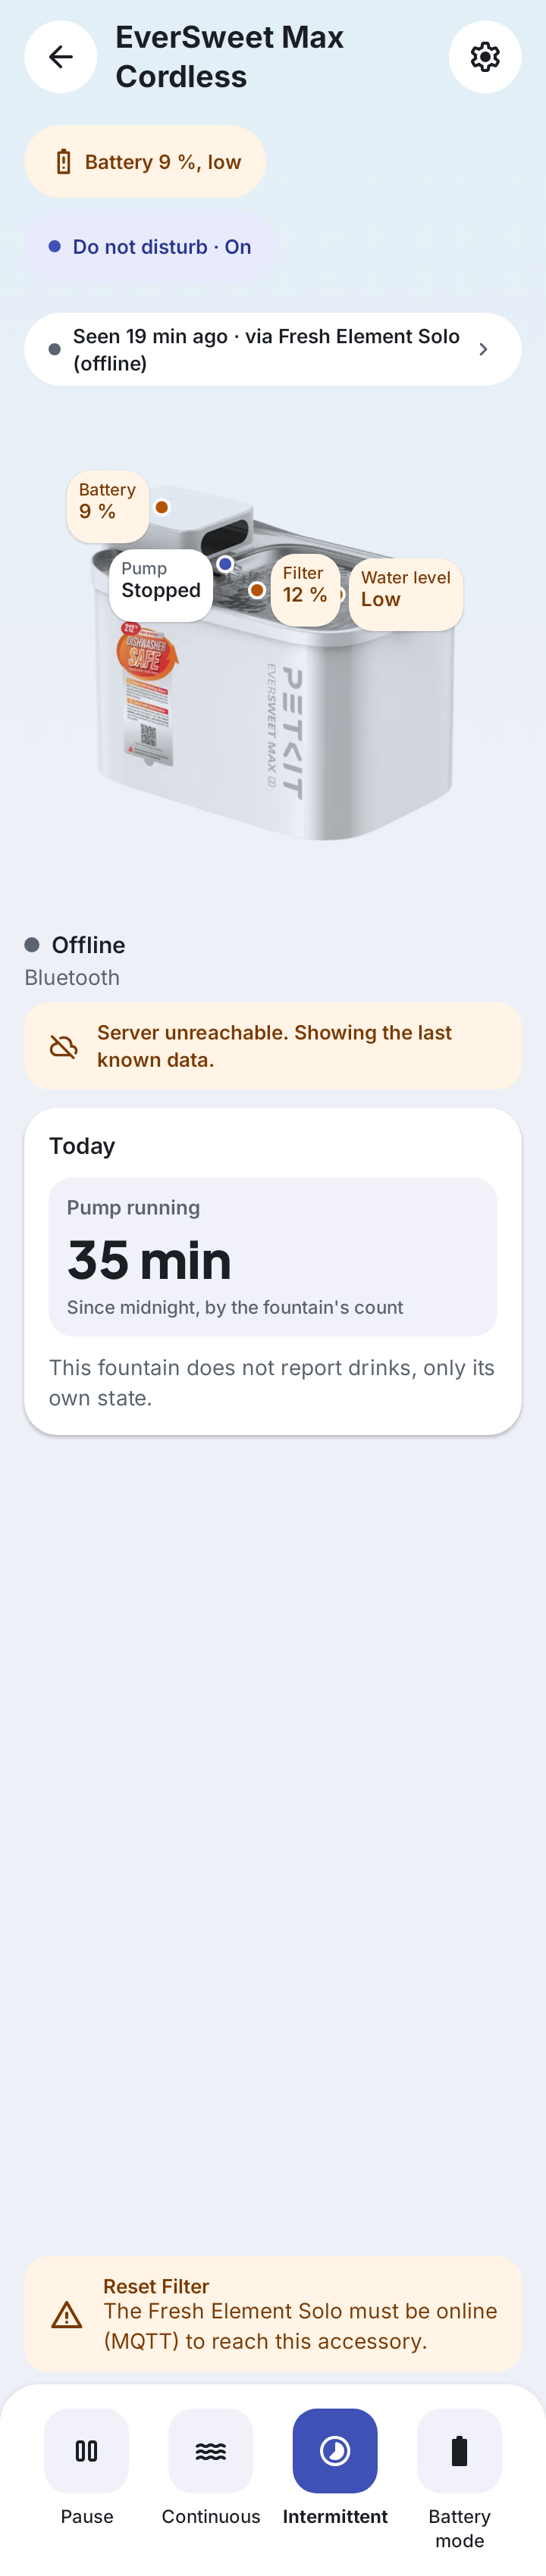 EverSweet Max
Cordless
Battery 9 %, low
Do not disturb · On
Seen 19 min ago · via Fresh Element Solo
(offline)
Battery
9 %
Pump
Stopped
Filter
12 %
Water level
Low
DISHWASHER
SAFE
PETKIT
EVERSWEET MAX
Offline
Bluetooth
Server unreachable. Showing the last
known data.
Today
Pump running
35 min
Since midnight, by the fountain's count
This fountain does not report drinks, only its
own state.
Reset Filter
The Fresh Element Solo must be online
(MQTT) to reach this accessory.
Pause
Continuous
Intermittent
Battery
mode